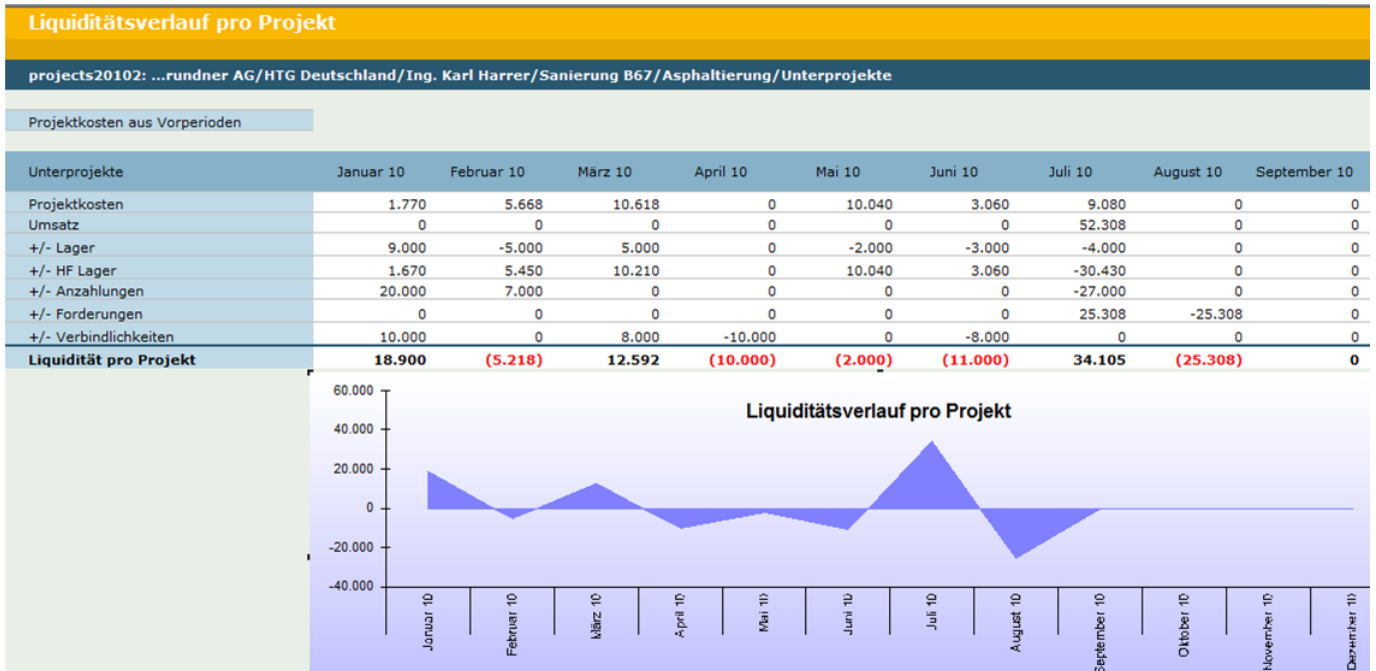 Liquiditätsverlauf pro Projekt
projects20102: ...rundner AG/HTG Deutschland/Ing. Karl Harrer/Sanierung B67/Asphaltierung/Unterprojekte
Projektkosten aus Vorperioden
Unterprojekte Januar 10 Februar 10 März 10 April 10 Mai 10 Juni 10 Juli 10 August 10 September 10
Projektkosten 1.770 5.668 10.618 0 10.040 3.060 9.080 0 0
Umsatz 0 0 0 0 0 0 52.308 0 0
+/- Lager 9.000 -5.000 5.000 0 -2.000 -3.000 -4.000 0 0
+/- HF Lager 1.670 5.450 10.210 0 10.040 3.060 -30.430 0 0
+/- Anzahlungen 20.000 7.000 0 0 0 0 -27.000 0 0
+/- Forderungen 0 0 0 0 0 0 25.308 -25.308 0
+/- Verbindlichkeiten 10.000 0 8.000 -10.000 0 -8.000 0 0 0
Liquidität pro Projekt 18.900 (5.218) 12.592 (10.000) (2.000) (11.000) 34.105 (25.308) 0
Liquiditätsverlauf pro Projekt
60.000
40.000
20.000
0
-20.000
-40.000
Januar 10
Februar 10
März 10
April 10
Mai 10
Juni 10
Juli 10
August 10
September 10
Oktober 10
November 10
Dezember 10